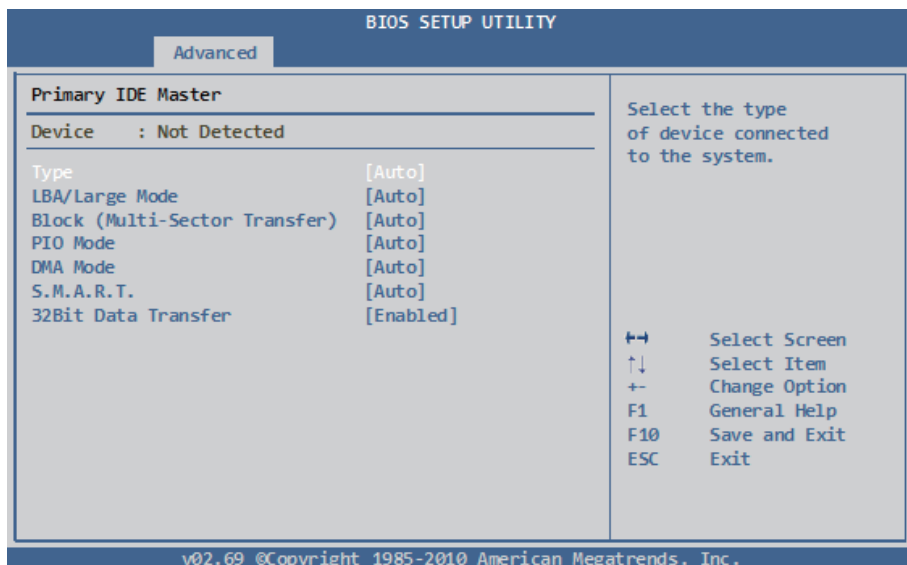 BIOS SETUP UTILITY
Advanced
Primary IDE Master
Device : Not Detected
Type [Auto]
LBA/Large Mode [Auto]
Block (Multi-Sector Transfer) [Auto]
PIO Mode [Auto]
DMA Mode [Auto]
S.M.A.R.T. [Auto]
32Bit Data Transfer [Enabled]
Select the type
of device connected
to the system.
↔ Select Screen
↑↓ Select Item
+- Change Option
F1 General Help
F10 Save and Exit
ESC Exit
v02.69 ©Copyright 1985-2010 American Megatrends, Inc.